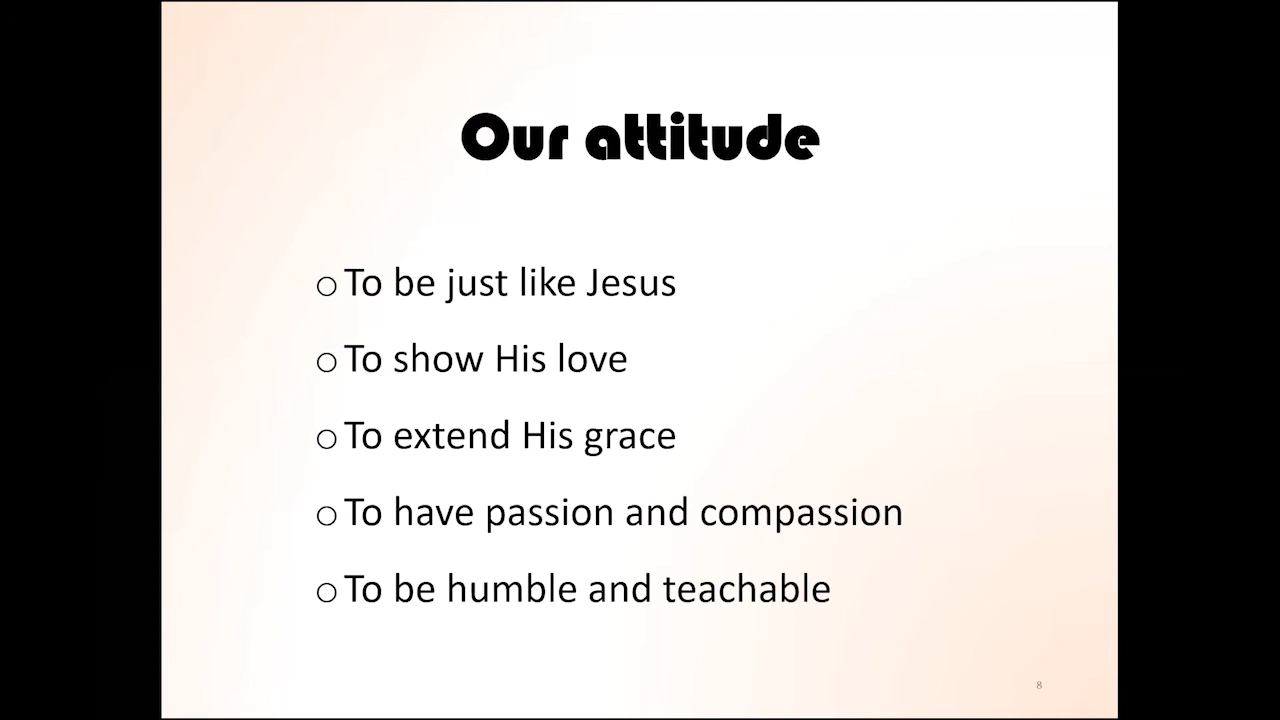 Our attitude
○ To be just like Jesus
○ To show His love
○ To extend His grace
○ To have passion and compassion
○ To be humble and teachable
8